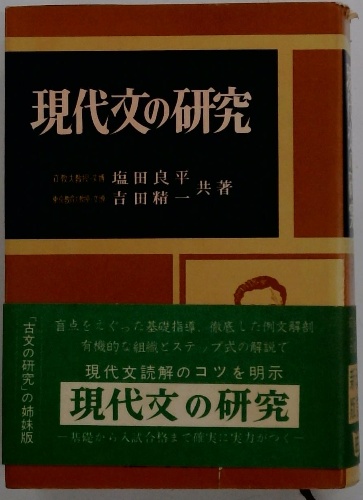 現代文の研究
塩田良平
吉田精一
共著
「古文の研究」の姉妹版
盲点をえぐった基礎指導、徹底した例文解剖
有機的な組織とステップ式の解説で
現代文読解のコツを明示
現代文の研究
―基礎から入試合格まで確実に実力がつく―